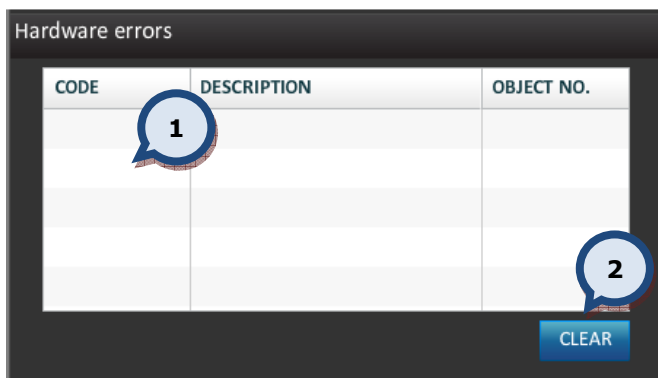 Hardware errors
CODE DESCRIPTION OBJECT NO.
1
2
CLEAR